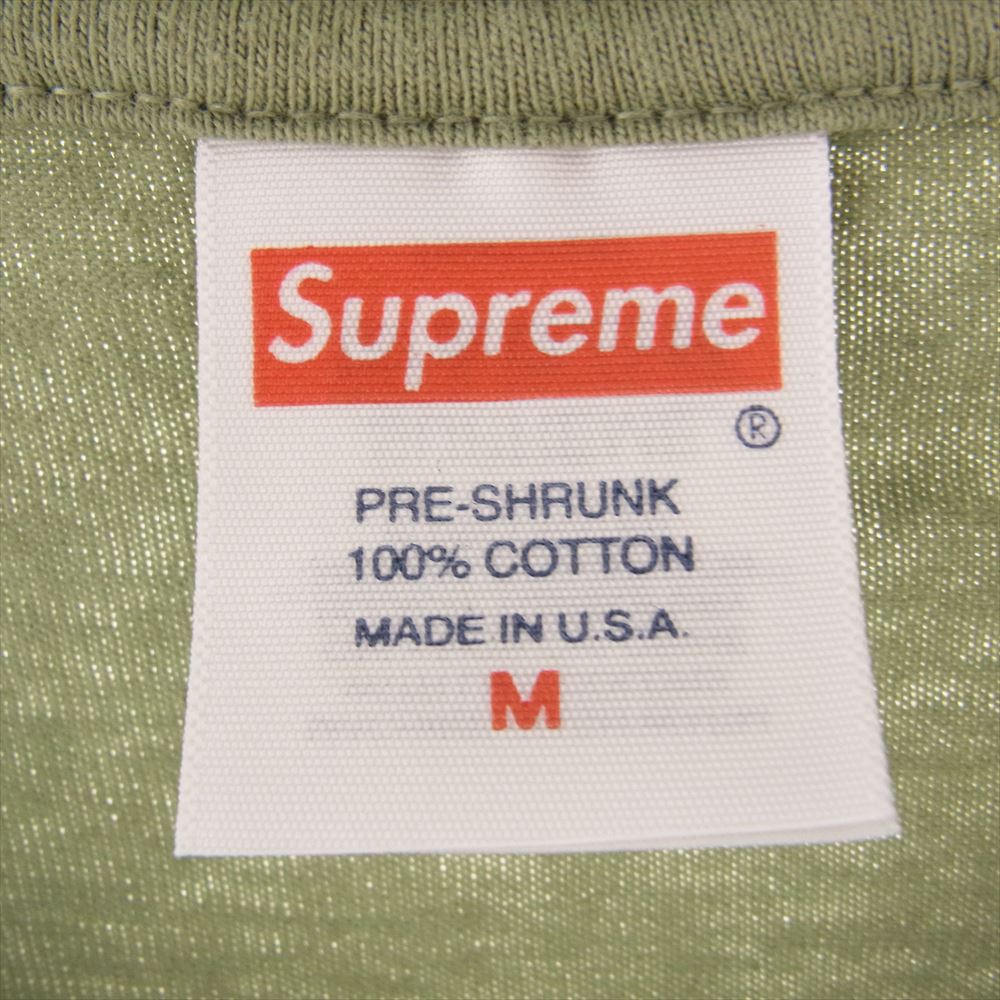 Supreme
®
PRE-SHRUNK
100% COTTON
MADE IN U.S.A.
M